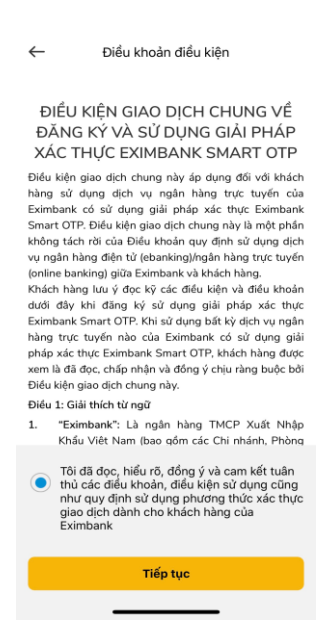 Điều khoản điều kiện
ĐIỀU KIỆN GIAO DỊCH CHUNG VỀ
ĐĂNG KÝ VÀ SỬ DỤNG GIẢI PHÁP
XÁC THỰC EXIMBANK SMART OTP
Điều kiện giao dịch chung này áp dụng đối với khách
hàng sử dụng dịch vụ ngân hàng trực tuyến của
Eximbank có sử dụng giải pháp xác thực Eximbank
Smart OTP. Điều kiện giao dịch chung này là một phần
không tách rời của Điều khoản quy định sử dụng dịch
vụ ngân hàng điện tử (ebanking)/ngân hàng trực tuyến
(online banking) giữa Eximbank và khách hàng.
Khách hàng lưu ý đọc kỹ các điều kiện và điều khoản
dưới đây khi đăng ký sử dụng giải pháp xác thực
Eximbank Smart OTP. Khi sử dụng bất kỳ dịch vụ ngân
hàng trực tuyến nào của Eximbank có sử dụng giải
pháp xác thực Eximbank Smart OTP, khách hàng được
xem là đã đọc, chấp nhận và đồng ý chịu ràng buộc bởi
Điều kiện giao dịch chung này.
Điều 1: Giải thích từ ngữ
1. “Eximbank”: Là ngân hàng TMCP Xuất Nhập
Khẩu Việt Nam (bao gồm các Chi nhánh, Phòng
Tôi đã đọc, hiểu rõ, đồng ý và cam kết tuân
thủ các điều khoản, điều kiện sử dụng cũng
như quy định sử dụng phương thức xác thực
giao dịch dành cho khách hàng của
Eximbank
Tiếp tục